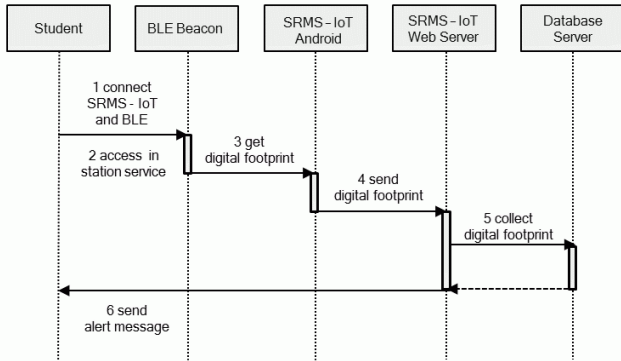 Student
BLE Beacon
SRMS – IoT
Android
SRMS – IoT
Web Server
Database
Server
1 connect
SRMS - IoT
and BLE
2 access in
station service
3 get
digital footprint
4 send
digital footprint
5 collect
digital footprint
6 send
alert message